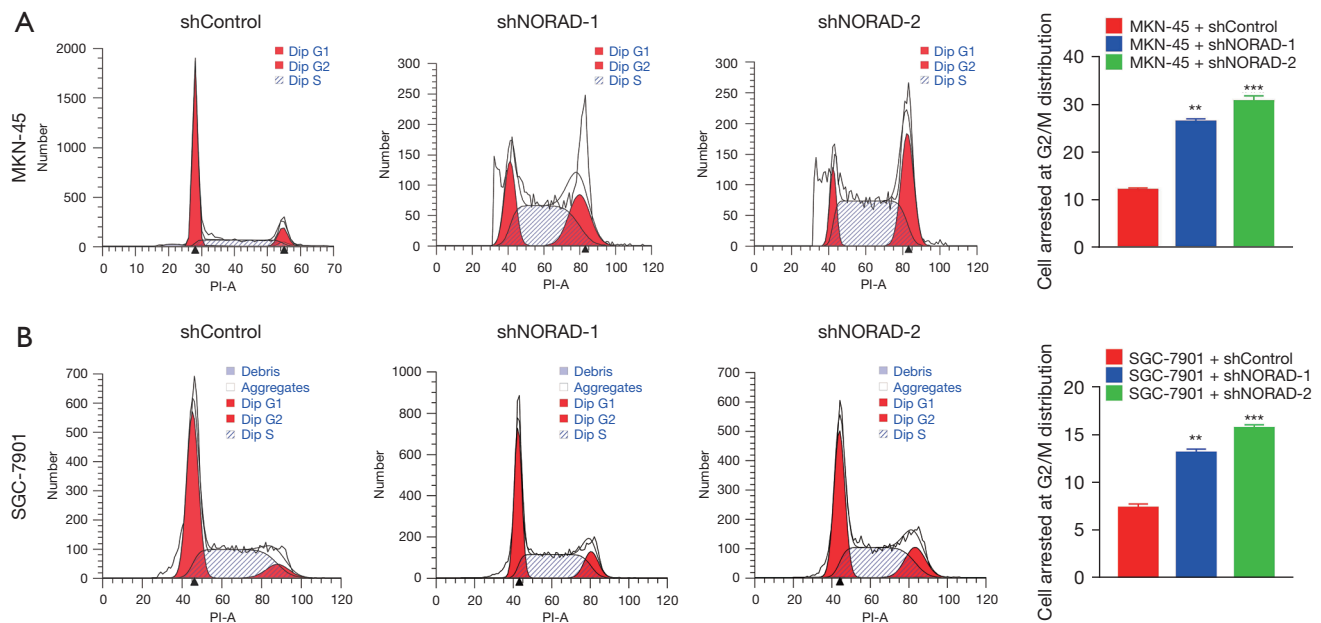 A
shControl
shNORAD-1
shNORAD-2
MKN-45
Number
2000
1500
1000
500
0
Dip G1
Dip G2
Dip S
0 10 20 30 40 50 60 70
PI-A
Number
300
250
200
150
100
50
0
0 20 40 60 80 100 120
PI-A
Number
300
250
200
150
100
50
0
Dip G1
Dip G2
Dip S
0 20 40 60 80 100 120
PI-A
MKN-45 + shControl
MKN-45 + shNORAD-1
MKN-45 + shNORAD-2
Cell arrested at G2/M distribution
40
30
20
10
0
**
***
B
shControl
shNORAD-1
shNORAD-2
SGC-7901
Number
700
600
500
400
300
200
100
0
Debris
Aggregates
Dip G1
Dip G2
Dip S
0 20 40 60 80 100 120
PI-A
Number
1000
800
600
400
200
0
Debris
Aggregates
Dip G1
Dip G2
Dip S
0 20 40 60 80 100 120
PI-A
Number
700
600
500
400
300
200
100
0
Debris
Aggregates
Dip G1
Dip G2
Dip S
0 20 40 60 80 100 120
PI-A
SGC-7901 + shControl
SGC-7901 + shNORAD-1
SGC-7901 + shNORAD-2
Cell arrested at G2/M distribution
20
15
10
5
0
**
***